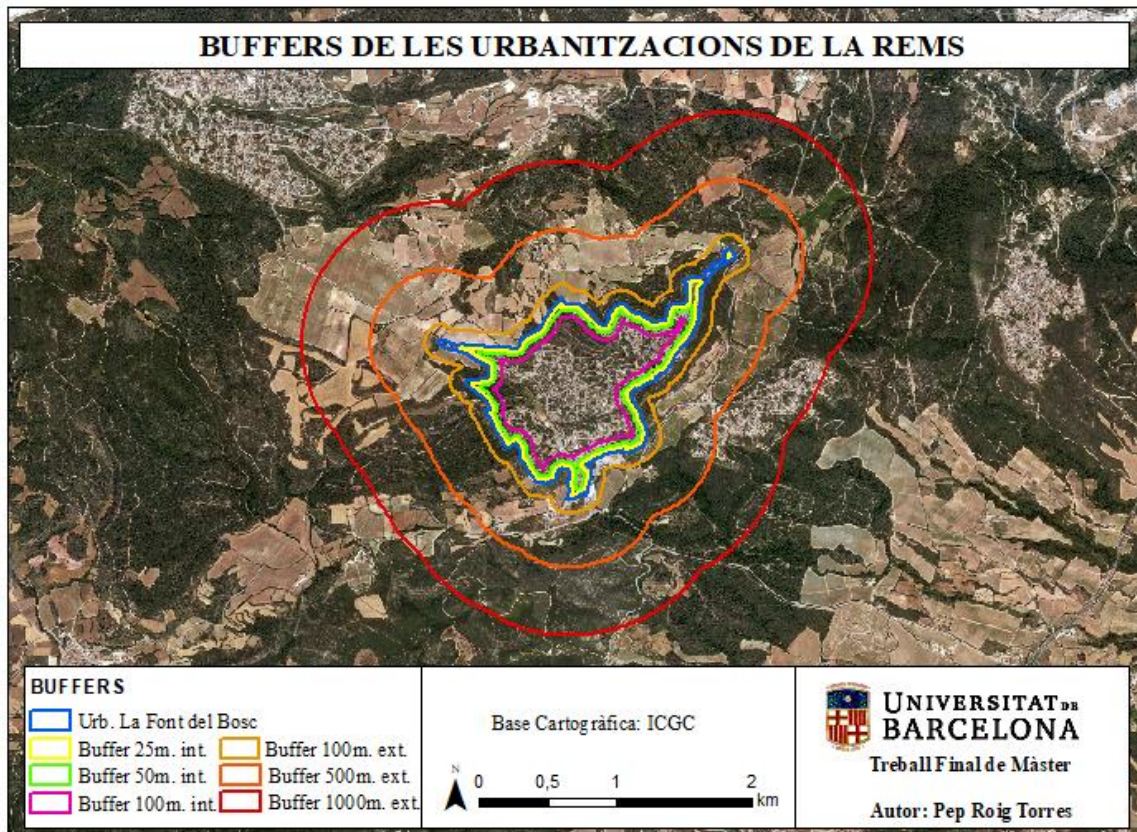 BUFFERS DE LES URBANITZACIONS DE LA REMS
BUFFERS
Urb. La Font del Bosc
Buffer 25m. int.
Buffer 50m. int.
Buffer 100m. int.
Buffer 100m. ext.
Buffer 500m. ext.
Buffer 1000m. ext.
Base Cartogràfica: ICGC
N
0 0,5 1 2
km
UNIVERSITAT DE
BARCELONA
Treball Final de Màster
Autor: Pep Roig Torres